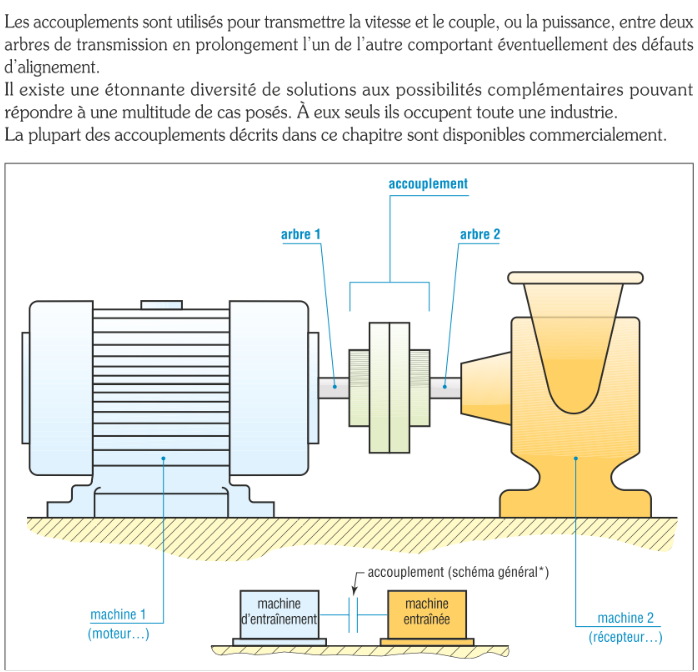 Les accouplements sont utilisés pour transmettre la vitesse et le couple, ou la puissance, entre deux
arbres de transmission en prolongement l'un de l'autre comportant éventuellement des défauts
d'alignement.
Il existe une étonnante diversité de solutions aux possibilités complémentaires pouvant
répondre à une multitude de cas posés. À eux seuls ils occupent toute une industrie.
La plupart des accouplements décrits dans ce chapitre sont disponibles commercialement.
accouplement
arbre 1
arbre 2
accouplement (schéma général*)
machine
d'entraînement
machine
entraînée
machine 1
(moteur…)
machine 2
(récepteur…)